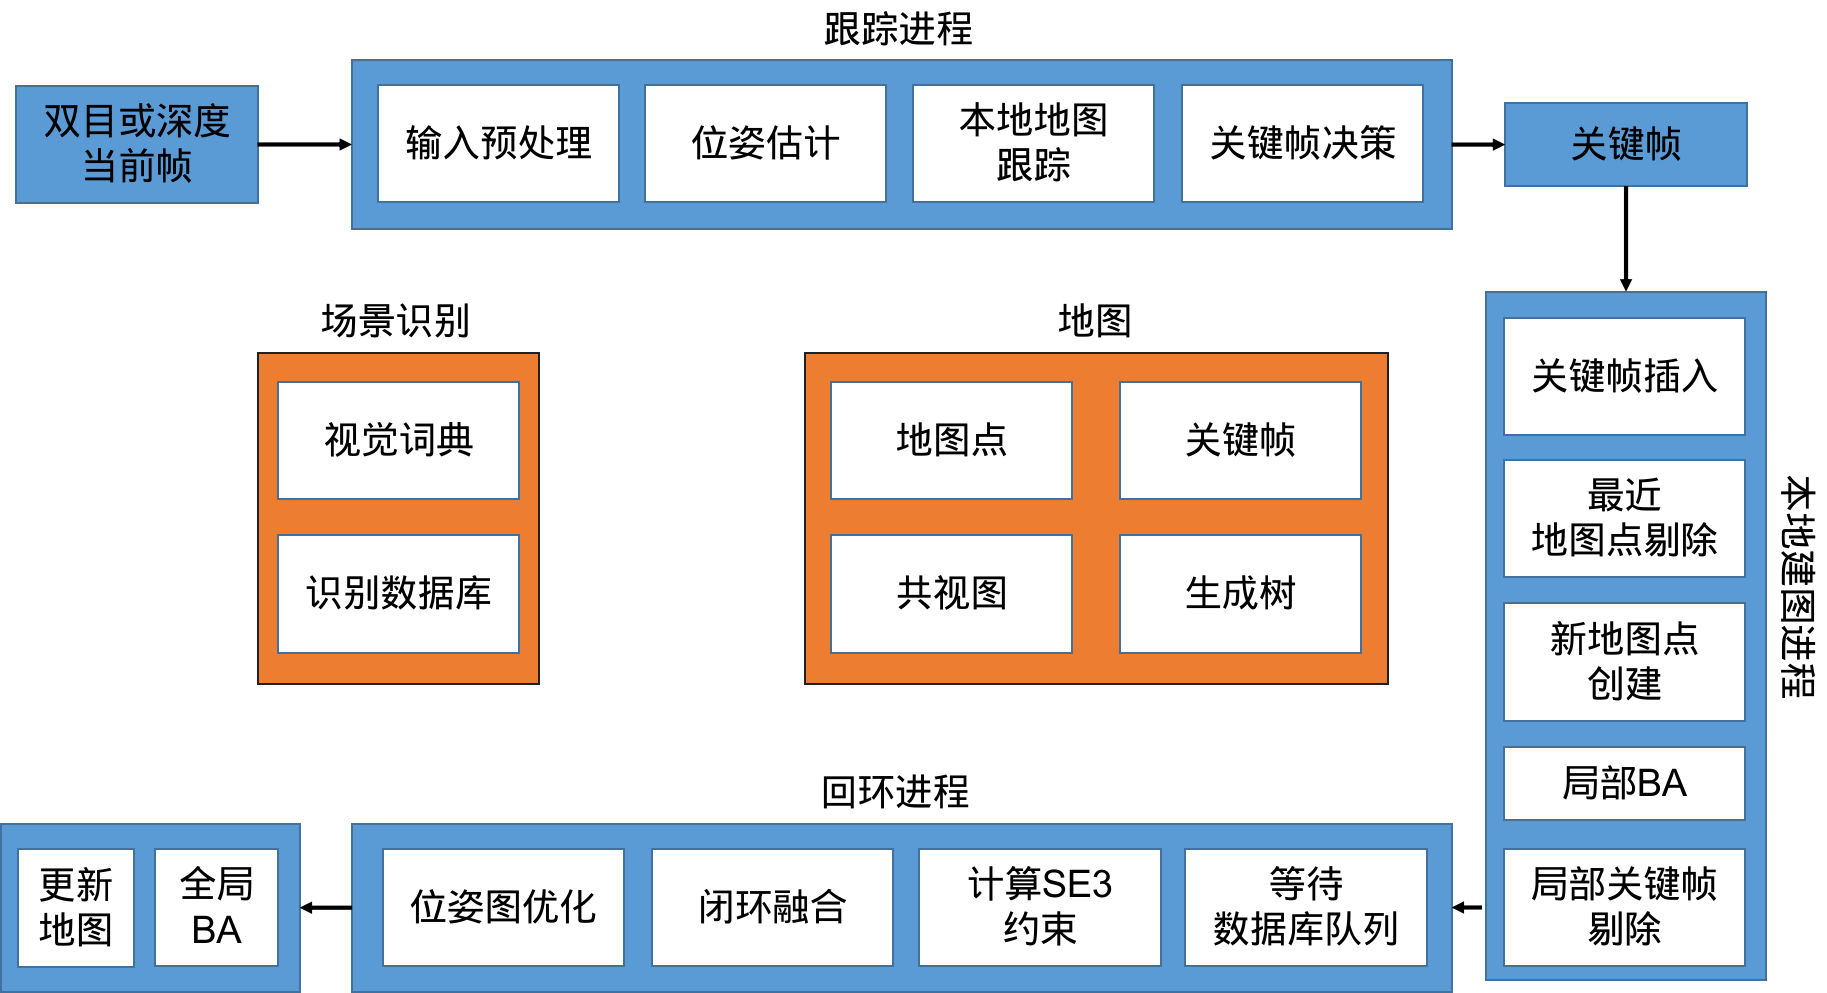 跟踪进程
双目或深度
当前帧
输入预处理
位姿估计
本地地图
跟踪
关键帧决策
关键帧
场景识别
视觉词典
识别数据库
地图
地图点
关键帧
共视图
生成树
关键帧插入
最近
地图点剔除
新地图点
创建
局部BA
局部关键帧
剔除
本地建图进程
回环进程
更新
地图
全局
BA
位姿图优化
闭环融合
计算SE3
约束
等待
数据库队列